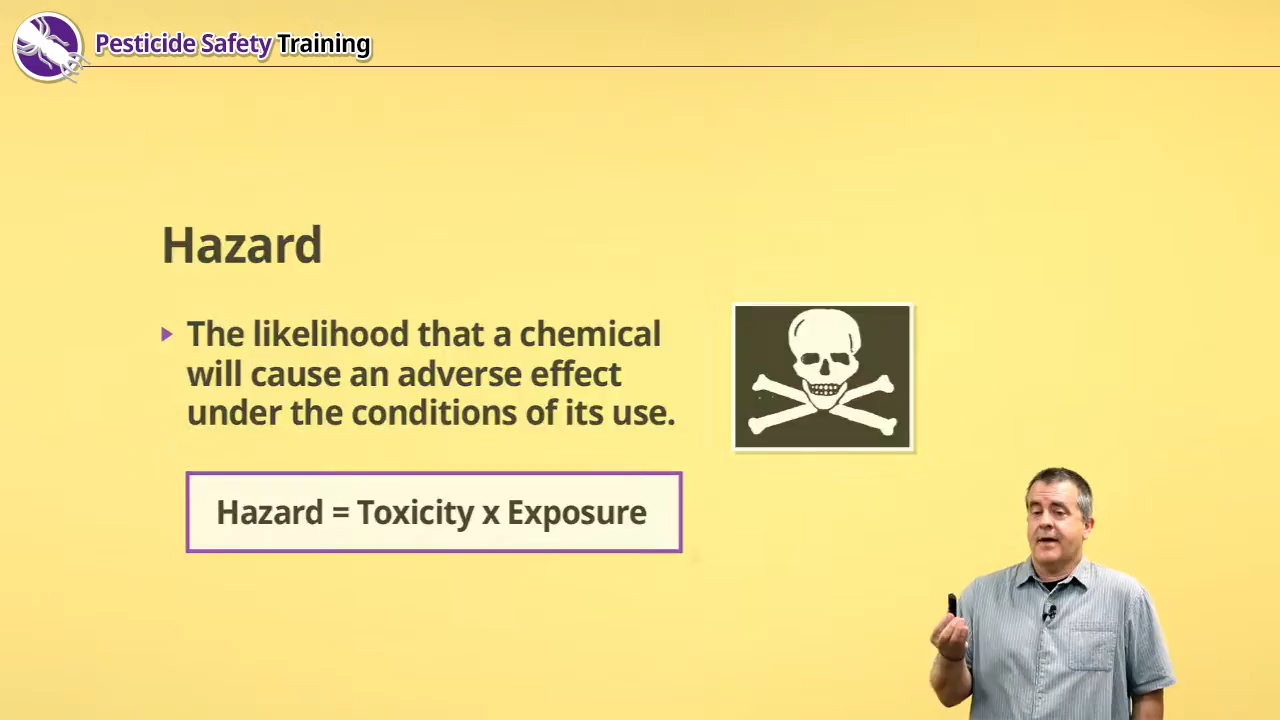 Pesticide Safety Training
Hazard
The likelihood that a chemical
will cause an adverse effect
under the conditions of its use.
Hazard = Toxicity x Exposure